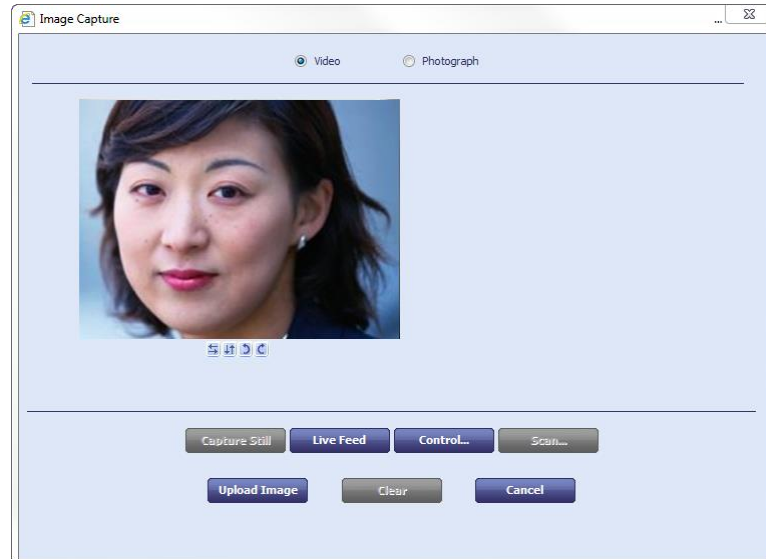 Image Capture
...
Video Photograph
Capture Still Live Feed Control... Scan...
Upload Image Clear Cancel